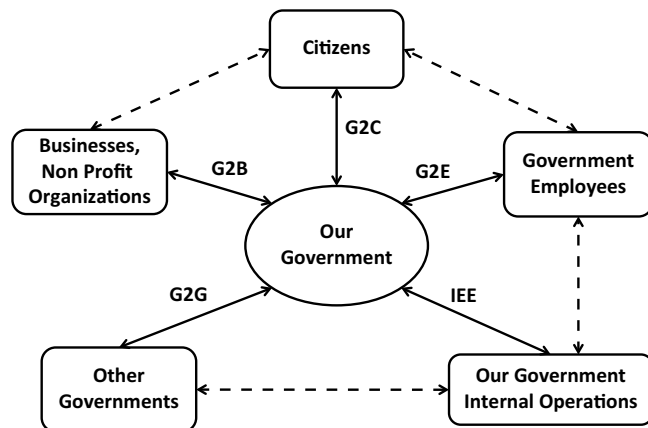 Citizens
G2C
Businesses,
Non Profit
Organizations
G2B
G2E
Government
Employees
Our
Government
G2G
IEE
Other
Governments
Our Government
Internal Operations